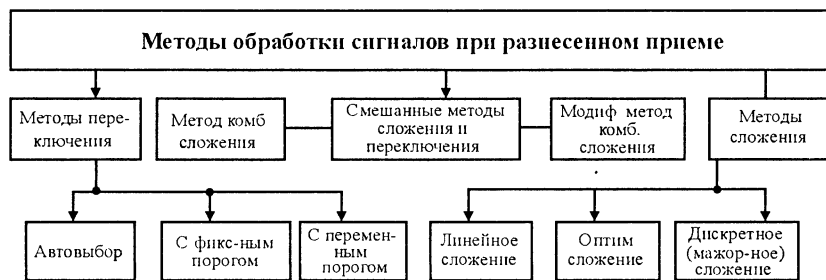 Методы обработки сигналов при разнесенном приеме
Методы пере-
ключения
Метод комб
сложения
Смешанные методы
сложения и
переключения
Модиф метод
комб.
сложения
Методы
сложения
Автовыбор
С фикс-ным
порогом
С перемен-
ным
порогом
Линейное
сложение
Оптим
сложение
Дискретное
(мажор-ное)
сложение